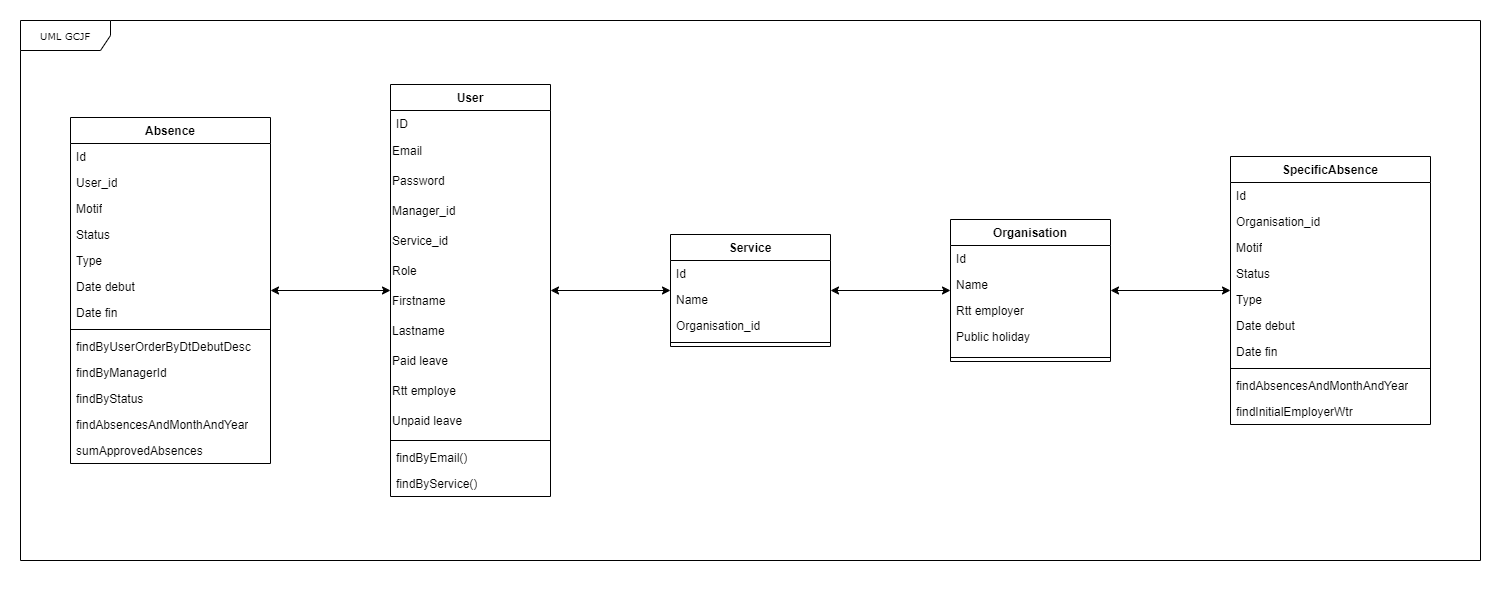 UML GCJF
Absence
Id
User_id
Motif
Status
Type
Date debut
Date fin
findByUserOrderByDtDebutDesc
findByManagerId
findByStatus
findAbsencesAndMonthAndYear
sumApprovedAbsences
User
ID
Email
Password
Manager_id
Service_id
Role
Firstname
Lastname
Paid leave
Rtt employe
Unpaid leave
findByEmail()
findByService()
Service
Id
Name
Organisation_id
Organisation
Id
Name
Rtt employer
Public holiday
SpecificAbsence
Id
Organisation_id
Motif
Status
Type
Date debut
Date fin
findAbsencesAndMonthAndYear
findInitialEmployerWtr